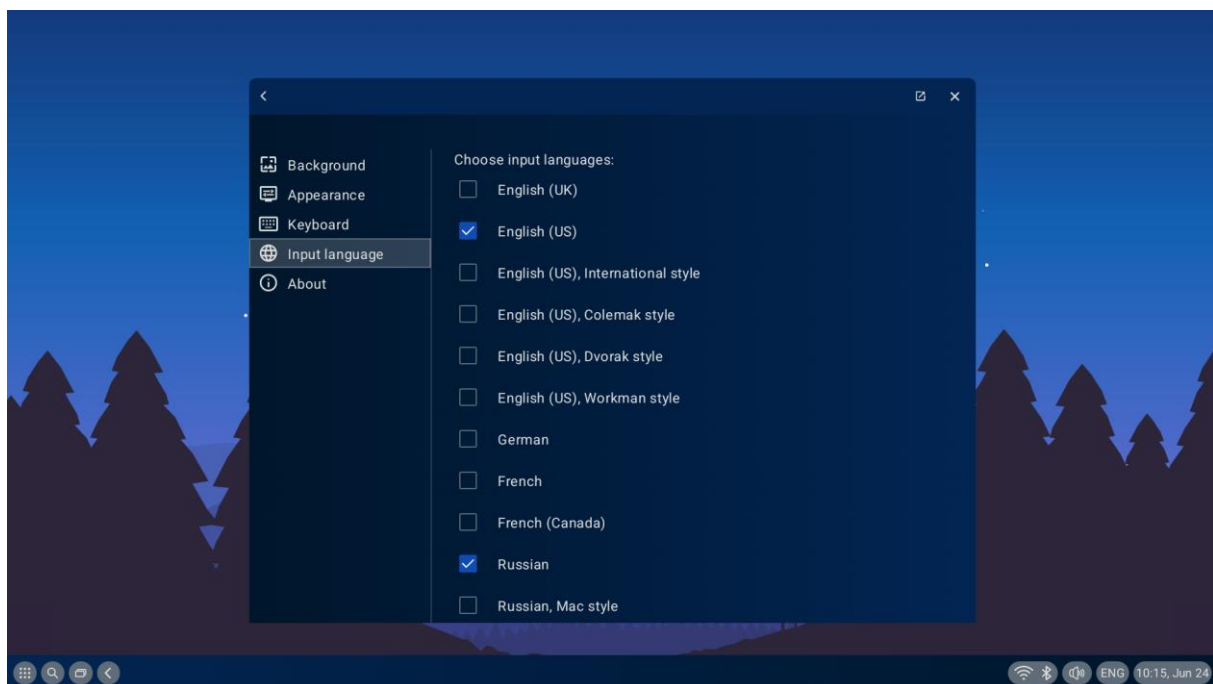 Background
Appearance
Keyboard
Input language
About
Choose input languages:
English (UK)
English (US)
English (US), International style
English (US), Colemak style
English (US), Dvorak style
English (US), Workman style
German
French
French (Canada)
Russian
Russian, Mac style
ENG
10:15, Jun 24